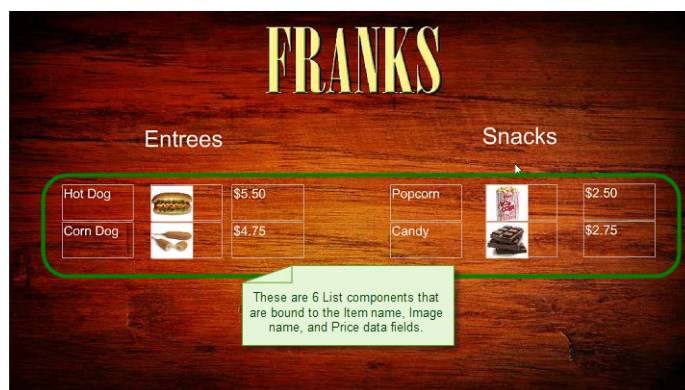 FRANKS
Entrees
Snacks
Hot Dog $5.50
Popcorn $2.50
Corn Dog $4.75
Candy $2.75
These are 6 List components that
are bound to the Item name, Image
name, and Price data fields.